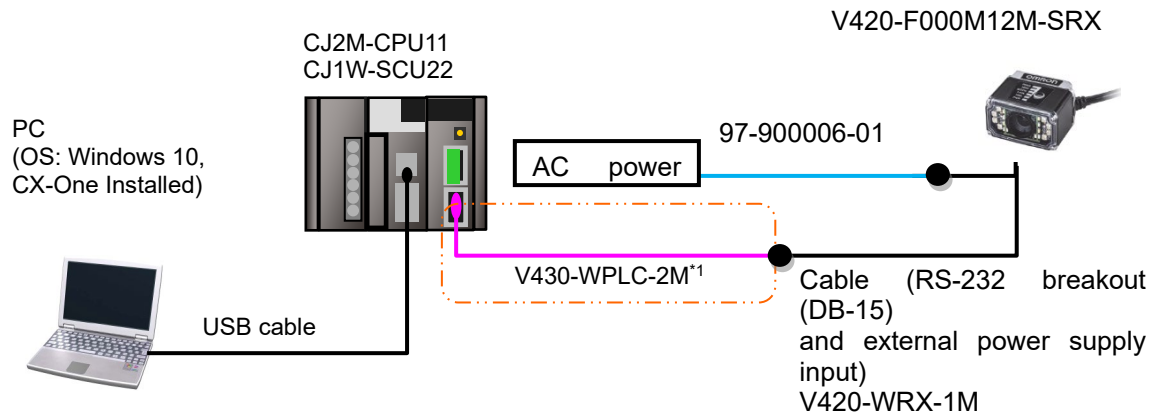 V420-F000M12M-SRX
CJ2M-CPU11
CJ1W-SCU22
OMRON
PC
(OS: Windows 10,
CX-One Installed)
97-900006-01
AC power
V430-WPLC-2M*1
Cable (RS-232 breakout
(DB-15)
and external power supply
input)
V420-WRX-1M
USB cable